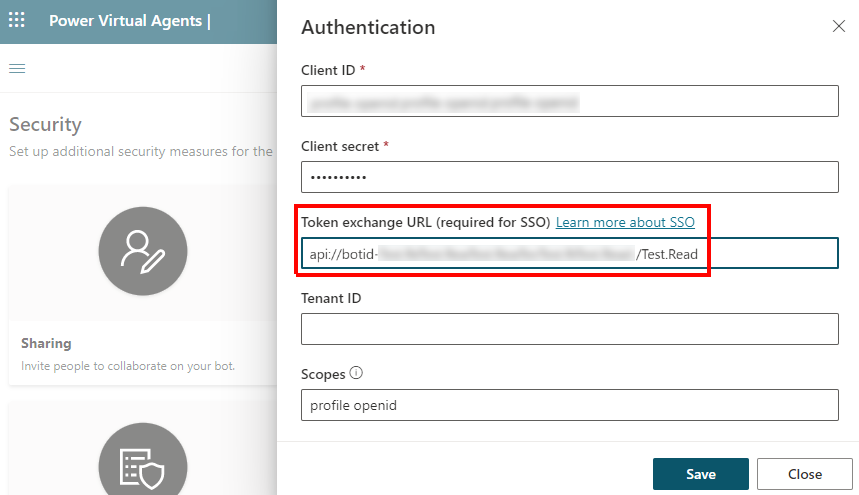 Power Virtual Agents |
Security
Set up additional security measures for the
Sharing
Invite people to collaborate on your bot.
Authentication
Client ID *
Client secret *
••••••••••
Token exchange URL (required for SSO) Learn more about SSO
api://botid- /Test.Read
Tenant ID
Scopes
profile openid
Save Close